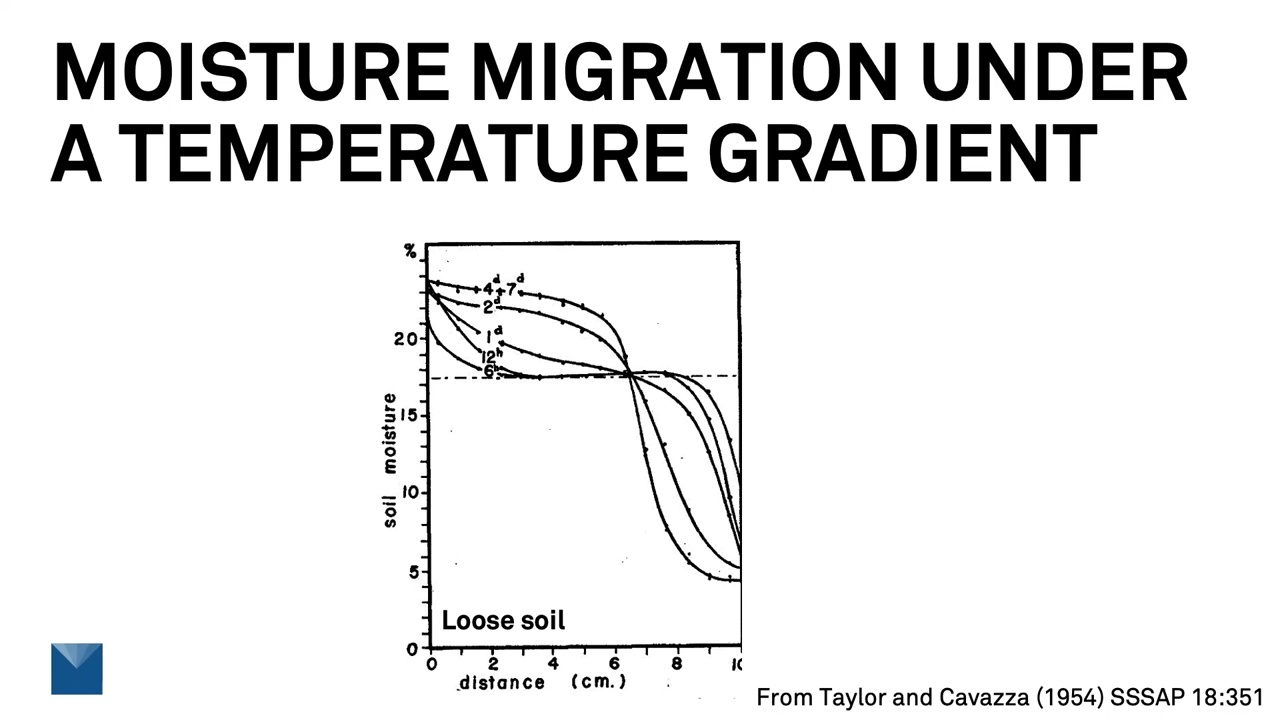 MOISTURE MIGRATION UNDER
A TEMPERATURE GRADIENT
%
4d+7d
2d
1d
12h
6h
20
15
10
5
0
soil moisture
Loose soil
0 2 4 6 8 10
distance (cm.)
From Taylor and Cavazza (1954) SSSAP 18:351